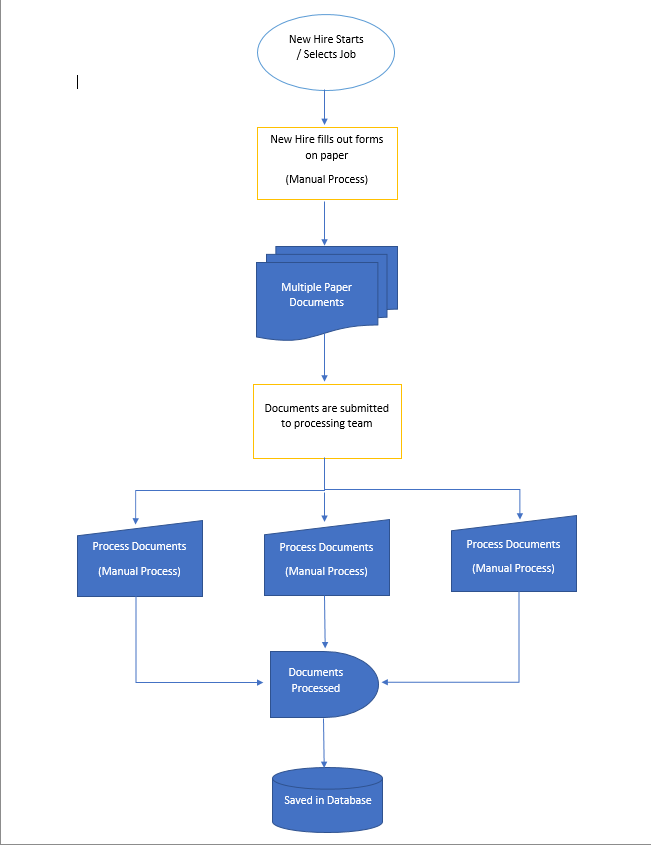 New Hire Starts
/ Selects Job
New Hire fills out forms
on paper
(Manual Process)
Multiple Paper
Documents
Documents are submitted
to processing team
Process Documents
(Manual Process)
Process Documents
(Manual Process)
Process Documents
(Manual Process)
Documents
Processed
Saved in Database